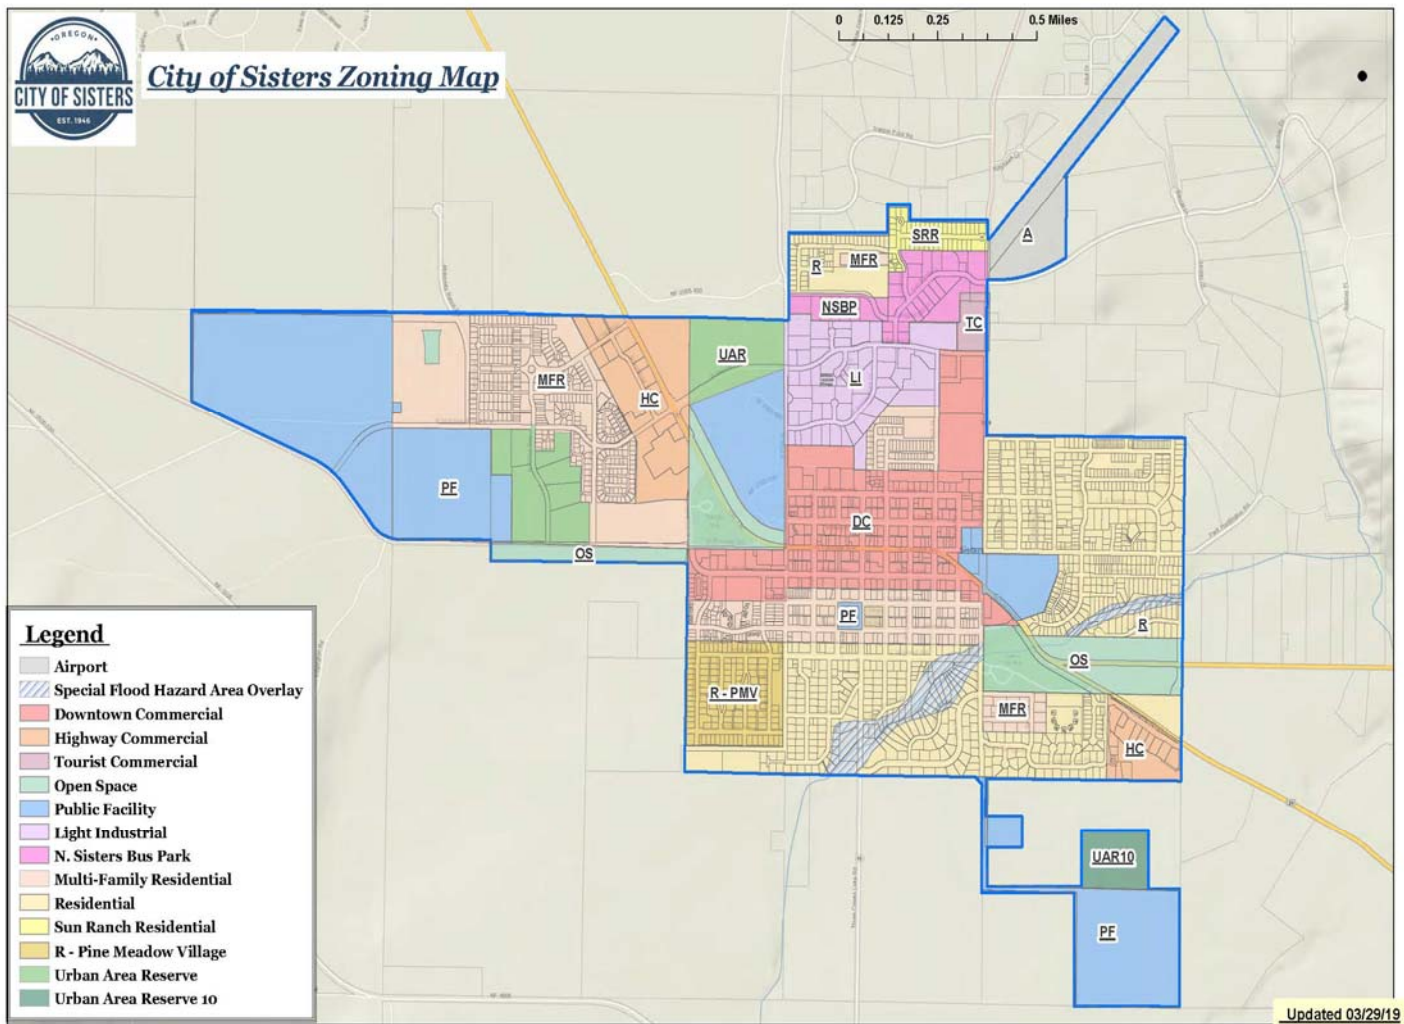 0 0.125 0.25 0.5 Miles
OREGON
CITY OF SISTERS
EST. 1946
City of Sisters Zoning Map
SRR
A
R
MFR
NSBP
TC
UAR
LI
MFR
HC
PF
DC
OS
PF
R
OS
R - PMV
MFR
HC
UAR10
PF
Legend
Airport
Special Flood Hazard Area Overlay
Downtown Commercial
Highway Commercial
Tourist Commercial
Open Space
Public Facility
Light Industrial
N. Sisters Bus Park
Multi-Family Residential
Residential
Sun Ranch Residential
R - Pine Meadow Village
Urban Area Reserve
Urban Area Reserve 10
Updated 03/29/19